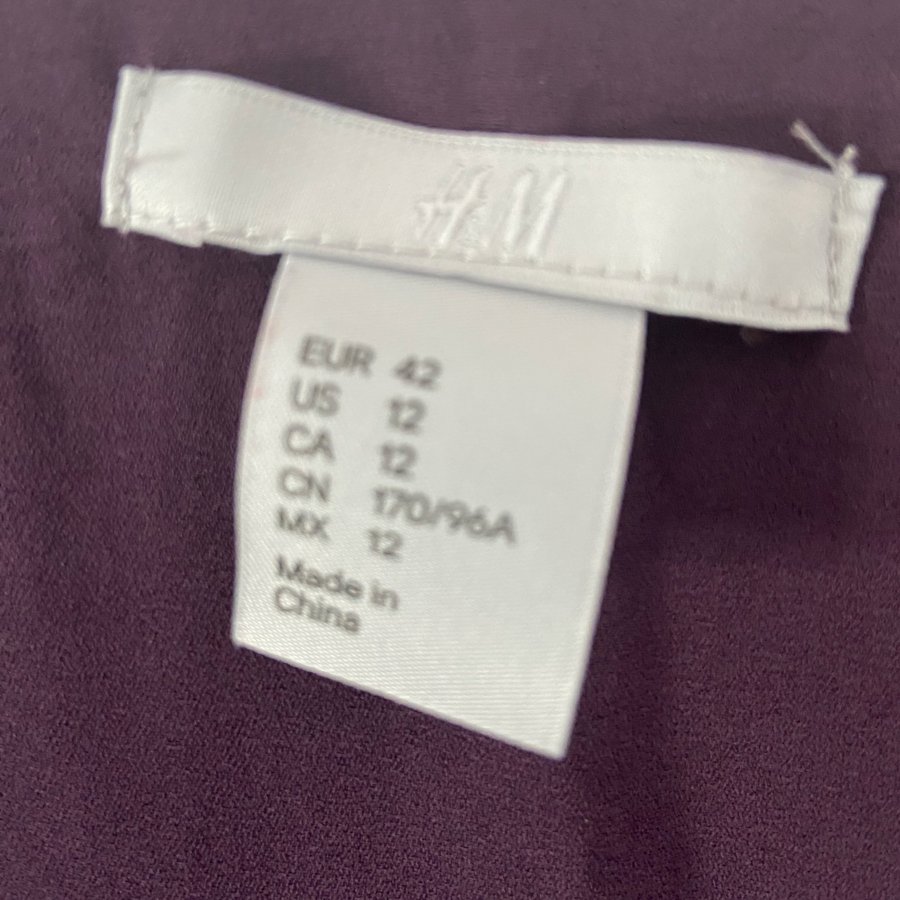 H&M
EUR 42
US 12
CA 12
CN 170/96A
MX 12
Made in
China